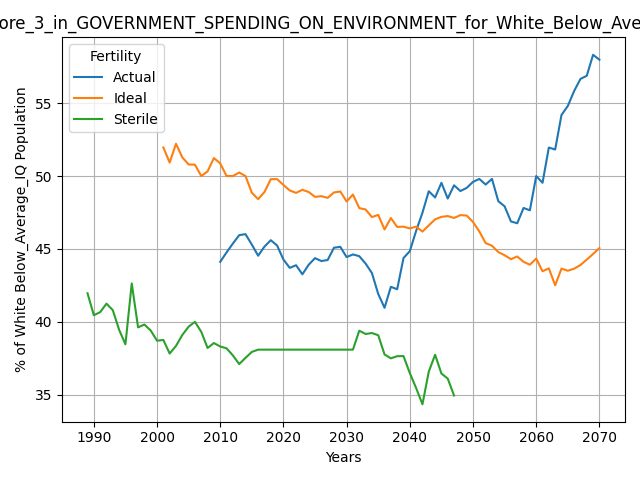 ore_3_in_GOVERNMENT_SPENDING_ON_ENVIRONMENT_for_White_Below_Ave
Fertility
Actual
Ideal
Sterile
% of White Below_Average_IQ Population
55
50
45
40
35
1990 2000 2010 2020 2030 2040 2050 2060 2070
Years